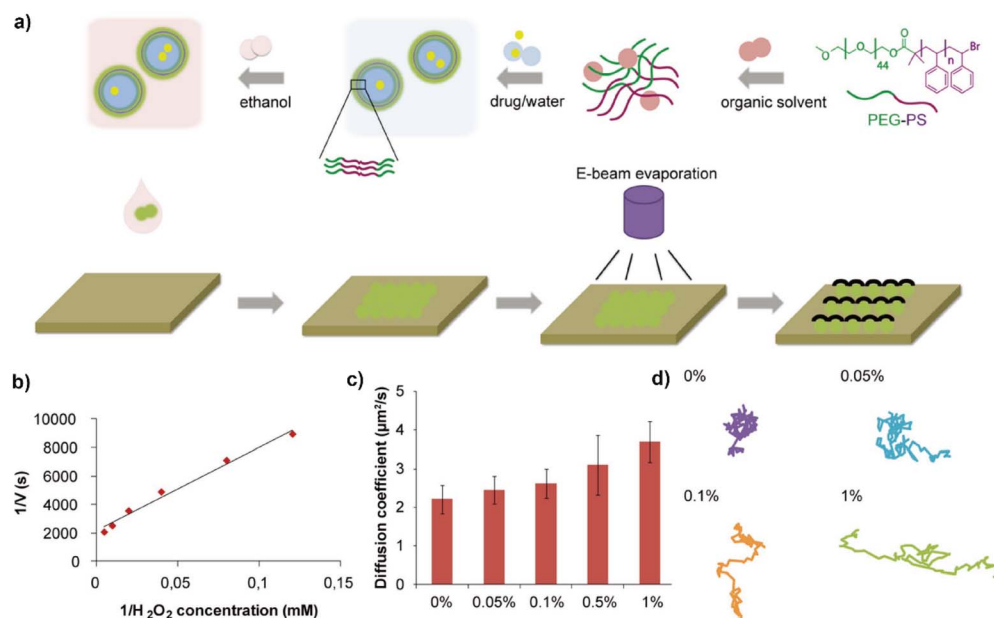 a)
ethanol
drug/water
organic solvent
O
O
O
O
O
44
n
Br
PEG-PS
E-beam evaporation
b)
1/V (s)
10000
8000
6000
4000
2000
0
0
0,05
0,1
0,15
1/H2O2 concentration (mM)
c)
Diffusion coefficient (µm²/s)
5
4
3
2
1
0
0%
0.05%
0.1%
0.5%
1%
d)
0%
0.05%
0.1%
1%